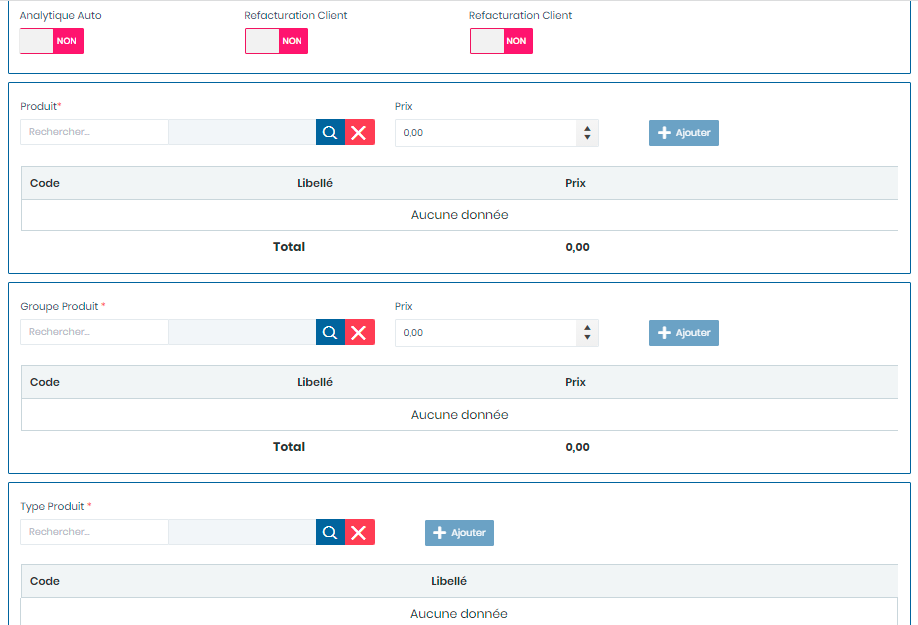 Analytique Auto Refacturation Client Refacturation Client
NON NON NON
Produit* Prix
Rechercher... 0,00 Ajouter
Code Libellé Prix
Aucune donnée
Total 0,00
Groupe Produit * Prix
Rechercher... 0,00 Ajouter
Code Libellé Prix
Aucune donnée
Total 0,00
Type Produit *
Rechercher... Ajouter
Code Libellé
Aucune donnée